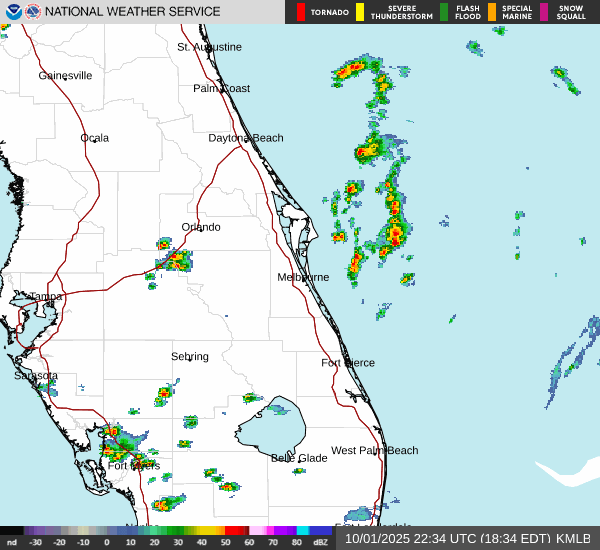 NATIONAL WEATHER SERVICE
TORNADO
SEVERE THUNDERSTORM
FLASH FLOOD
SPECIAL MARINE
SNOW SQUALL
St. Augustine
Gainesville
Palm Coast
Ocala
Daytona Beach
Orlando
Melbourne
Tampa
Sebring
Fort Pierce
Sarasota
West Palm Beach
Belle Glade
Fort Myers
nd -30 -20 -10 0 10 20 30 40 50 60 70 80 dBZ
10/01/2025 22:34 UTC (18:34 EDT) KMLB